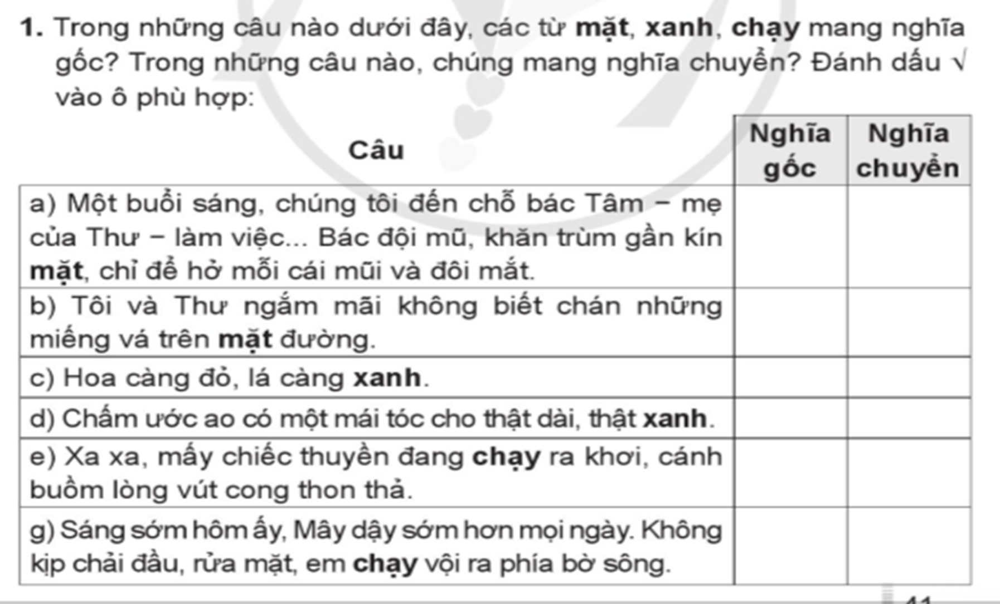 1. Trong những câu nào dưới đây, các từ mặt, xanh, chạy mang nghĩa
gốc? Trong những câu nào, chúng mang nghĩa chuyển? Đánh dấu √
vào ô phù hợp:
Câu
Nghĩa
gốc
Nghĩa
chuyển
a) Một buổi sáng, chúng tôi đến chỗ bác Tâm – mẹ
của Thư – làm việc... Bác đội mũ, khăn trùm gần kín
mặt, chỉ để hở mỗi cái mũi và đôi mắt.
b) Tôi và Thư ngắm mãi không biết chán những
miếng vá trên mặt đường.
c) Hoa càng đỏ, lá càng xanh.
d) Chấm ước ao có một mái tóc cho thật dài, thật xanh.
e) Xa xa, mấy chiếc thuyền đang chạy ra khơi, cánh
buồm lòng vút cong thon thả.
g) Sáng sớm hôm ấy, Mây dậy sớm hơn mọi ngày. Không
kịp chải đầu, rửa mặt, em chạy vội ra phía bờ sông.